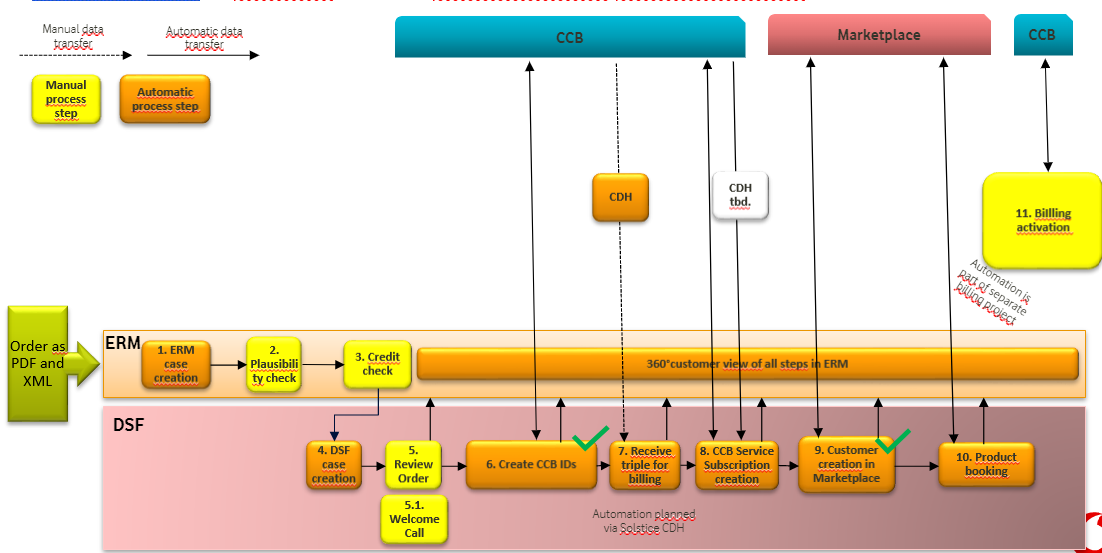 Manual data
transfer
Automatic data
transfer
Manual
process
step
Automatic
process step
CCB
Marketplace
CCB
CDH
CDH
tbd.
11. Billling
activation
Automation is
part of separate
billing project
Order as
PDF and
XML
ERM
1. ERM
case
creation
2.
Plausibili
ty check
3. Credit
check
360°customer view of all steps in ERM
DSF
4. DSF
case
creation
5.
Review
Order
5.1.
Welcome
Call
6. Create CCB IDs
7. Receive
triple for
billing
8. CCB Service
Subscription
creation
9. Customer
creation in
Marketplace
10. Product
booking
Automation planned
via Solstice CDH